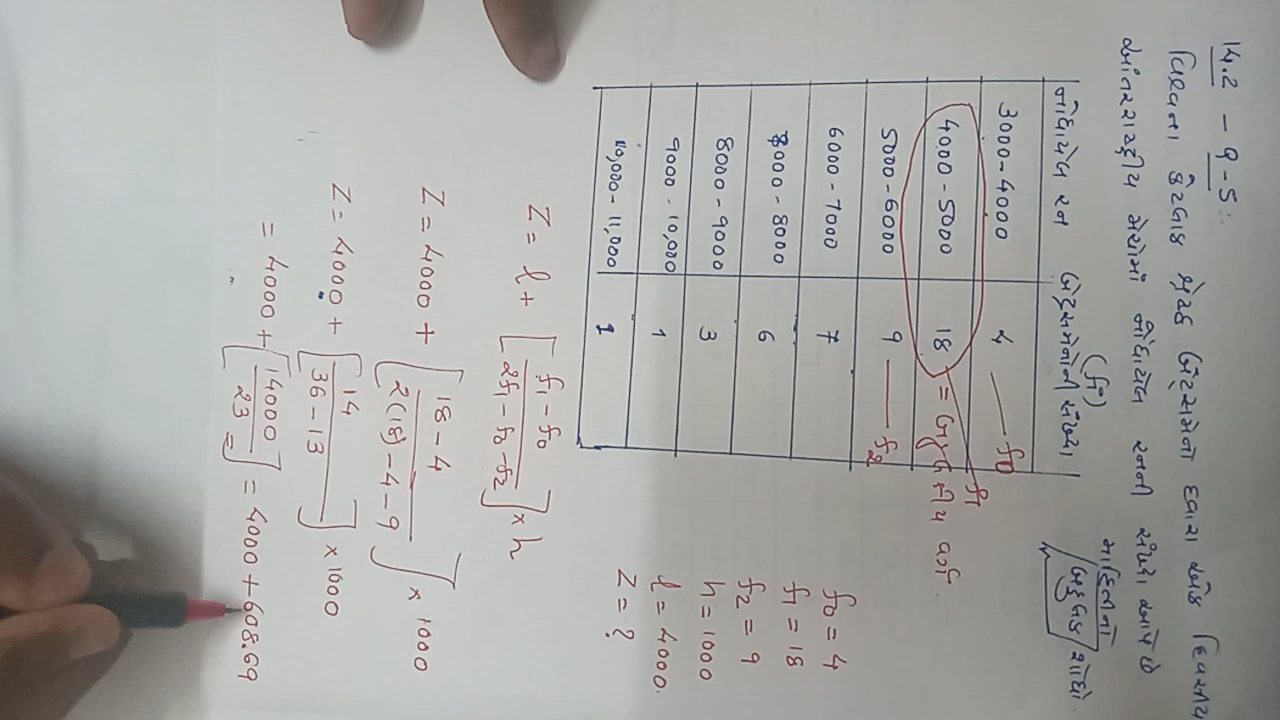 14.2 - Q-5:
વિશ્વના કેટલાક શ્રેષ્ઠ બેટ્સમેનો દ્વારા એક દિવસીય
આંતરરાષ્ટ્રીય મેચોમાં નોંધાયેલ રનની સંખ્યા આપે છે.
માહિતીનો બહુલક શોધો.
નોંધાયેલ રન બેટ્સમેનોની સંખ્યા (fi)
3000-4000 4 — f0
4000-5000 18 = બહુલકીય વર્ગ. f1
5000-6000 9 — f2
6000-7000 7
7000-8000 6
8000-9000 3
9000-10,000 1
10,000-11,000 1
f0 = 4
f1 = 18
f2 = 9
h = 1000
l = 4000.
Z = ?
Z = l + [f1 - f0 / 2f1 - f0 - f2] × h
Z = 4000 + [18 - 4 / 2(18) - 4 - 9] × 1000
Z = 4000 + [14 / 36 - 13] × 1000
= 4000 + [14000 / 23] = 4000 + 608.69